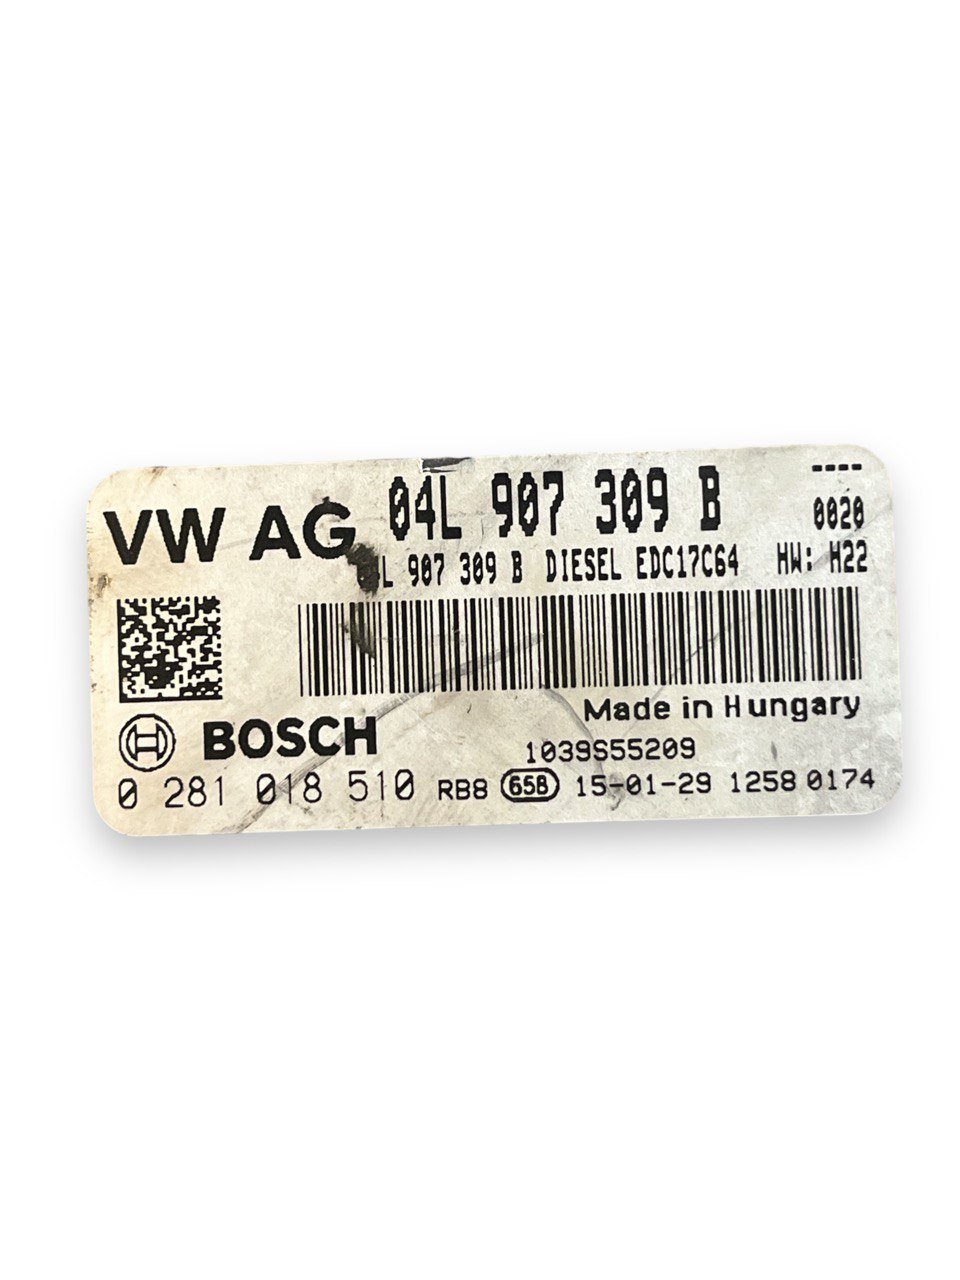 VW AG 04L 907 309 B ----
0020
L 907 309 B DIESEL EDC17C64 HW: H22
Made in Hungary
BOSCH
1039S55209
0 281 018 510 RB8 65B 15-01-29 1258 0174